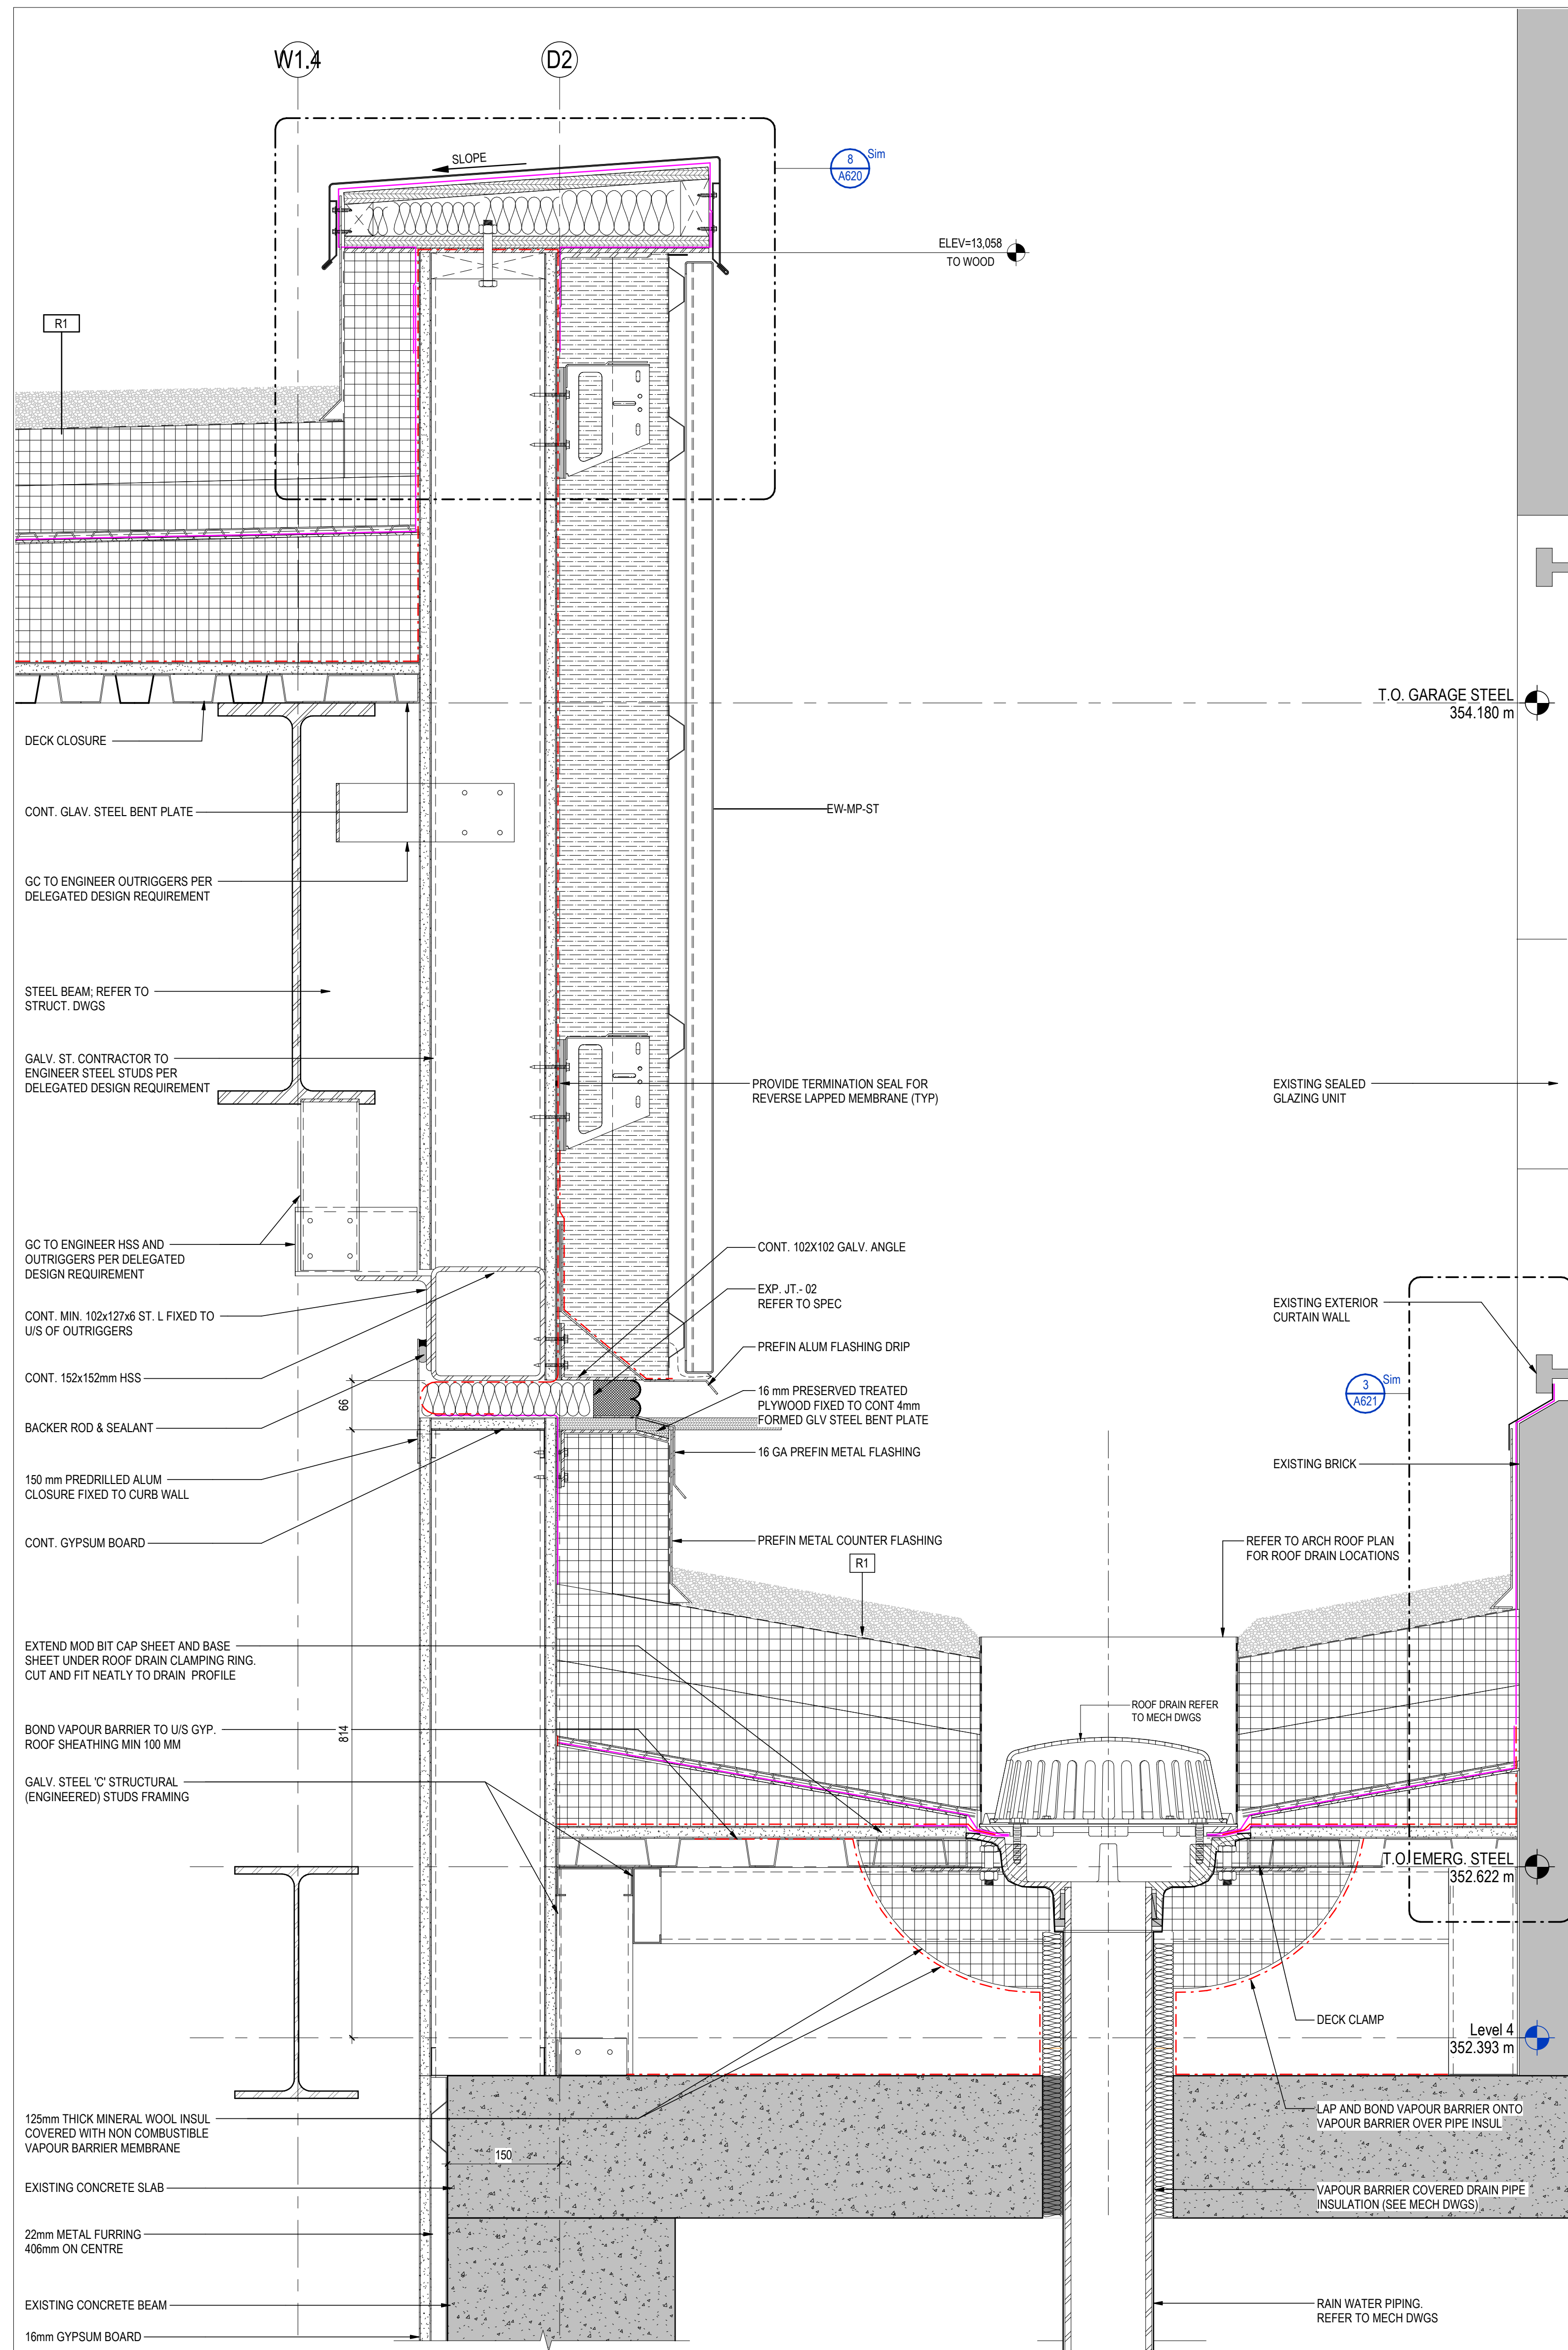 W1.4
D2
SLOPE
8
A620
Sim
ELEV=13,058
TO WOOD
R1
T.O. GARAGE STEEL
354.180 m
DECK CLOSURE
CONT. GLAV. STEEL BENT PLATE
EW-MP-ST
GC TO ENGINEER OUTRIGGERS PER
DELEGATED DESIGN REQUIREMENT
STEEL BEAM; REFER TO
STRUCT. DWGS
GALV. ST. CONTRACTOR TO
ENGINEER STEEL STUDS PER
DELEGATED DESIGN REQUIREMENT
PROVIDE TERMINATION SEAL FOR
REVERSE LAPPED MEMBRANE (TYP)
EXISTING SEALED
GLAZING UNIT
GC TO ENGINEER HSS AND
OUTRIGGERS PER DELEGATED
DESIGN REQUIREMENT
CONT. 102X102 GALV. ANGLE
EXP. JT.- 02
REFER TO SPEC
CONT. MIN. 102x127x6 ST. L FIXED TO
U/S OF OUTRIGGERS
EXISTING EXTERIOR
CURTAIN WALL
PREFIN ALUM FLASHING DRIP
CONT. 152x152mm HSS
3
A621
Sim
66
16 mm PRESERVED TREATED
PLYWOOD FIXED TO CONT 4mm
FORMED GLV STEEL BENT PLATE
BACKER ROD & SEALANT
16 GA PREFIN METAL FLASHING
EXISTING BRICK
150 mm PREDRILLED ALUM
CLOSURE FIXED TO CURB WALL
CONT. GYPSUM BOARD
PREFIN METAL COUNTER FLASHING
REFER TO ARCH ROOF PLAN
FOR ROOF DRAIN LOCATIONS
R1
EXTEND MOD BIT CAP SHEET AND BASE
SHEET UNDER ROOF DRAIN CLAMPING RING.
CUT AND FIT NEATLY TO DRAIN PROFILE
ROOF DRAIN REFER
TO MECH DWGS
BOND VAPOUR BARRIER TO U/S GYP.
ROOF SHEATHING MIN 100 MM
814
GALV. STEEL 'C' STRUCTURAL
(ENGINEERED) STUDS FRAMING
T.O. EMERG. STEEL
352.622 m
DECK CLAMP
Level 4
352.393 m
125mm THICK MINERAL WOOL INSUL
COVERED WITH NON COMBUSTIBLE
VAPOUR BARRIER MEMBRANE
LAP AND BOND VAPOUR BARRIER ONTO
VAPOUR BARRIER OVER PIPE INSUL
150
EXISTING CONCRETE SLAB
VAPOUR BARRIER COVERED DRAIN PIPE
INSULATION (SEE MECH DWGS)
22mm METAL FURRING
406mm ON CENTRE
EXISTING CONCRETE BEAM
RAIN WATER PIPING.
REFER TO MECH DWGS
16mm GYPSUM BOARD